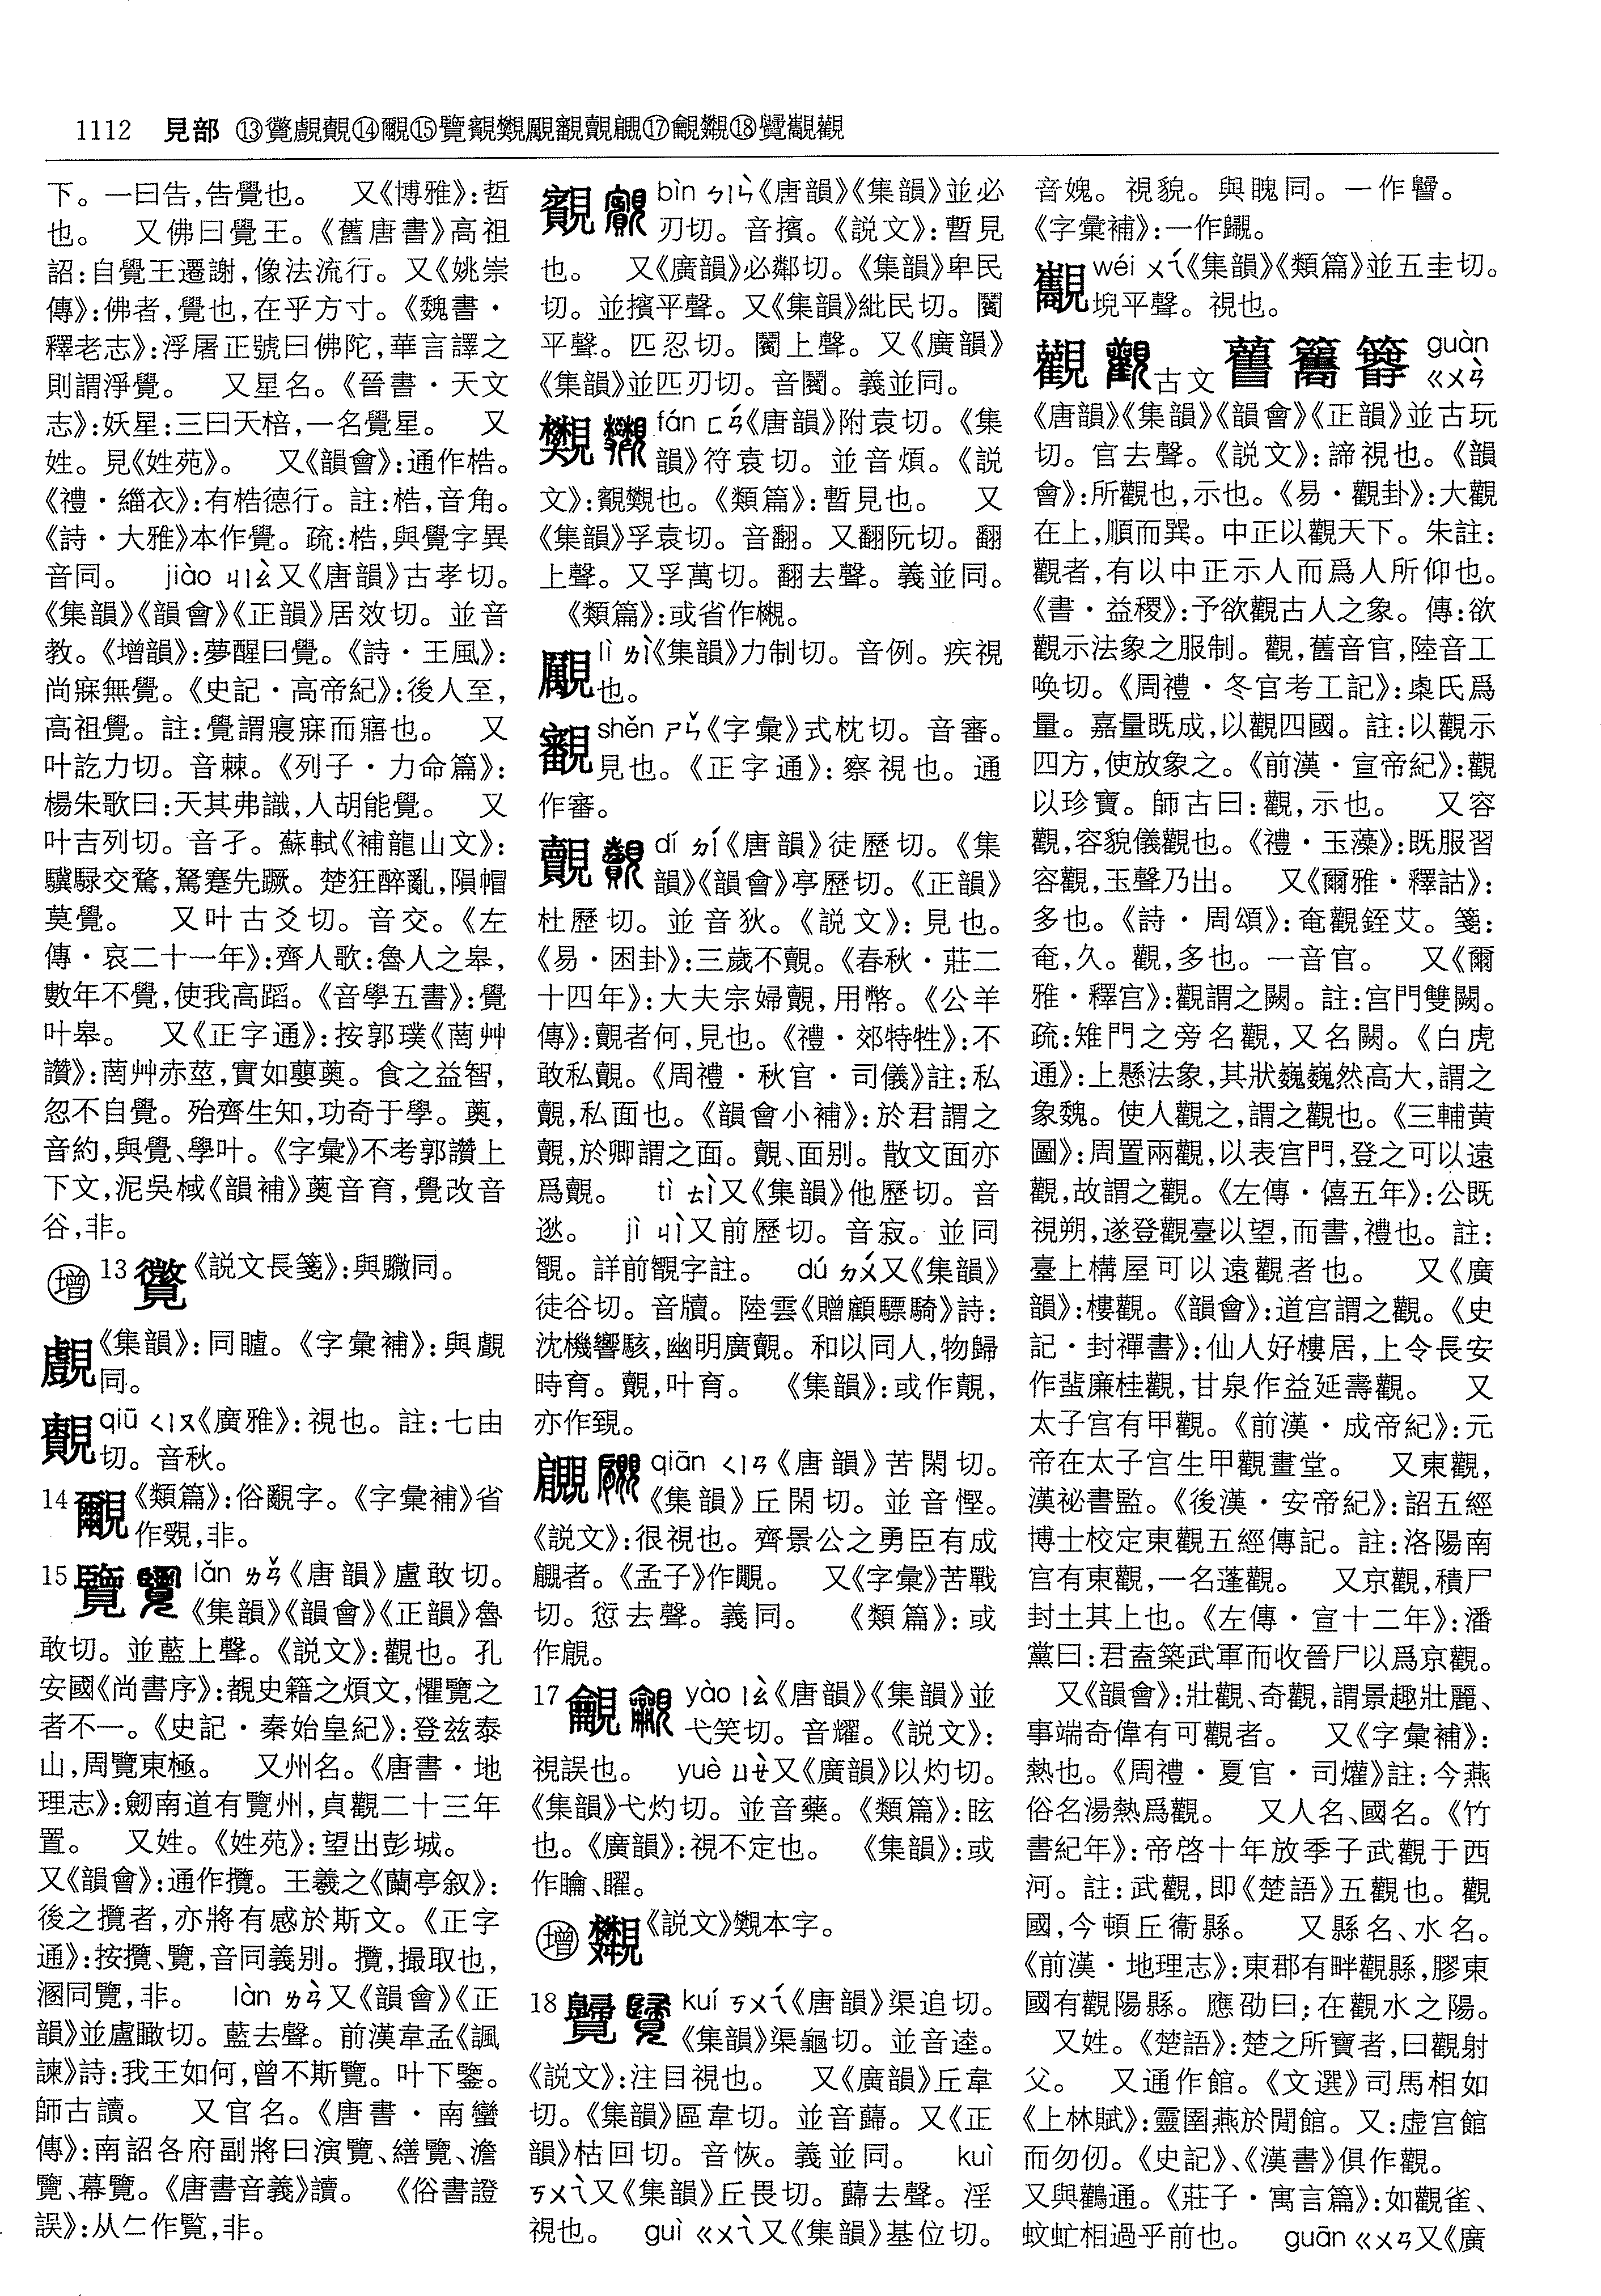 1112 見部 ⑬覺覰䙷⑭覼⑮覽覾䙪䙰覿⑰覦⑱觀
下。一曰告,告覺也。 又《博雅》:哲
也。 又佛曰覺王。《舊唐書》高祖
詔:自覺王遷謝,像法流行。又《姚崇
傳》:佛者,覺也,在乎方寸。《魏書·
釋老志》:浮屠正號曰佛陀,華言譯之
則謂淨覺。 又星名。《晉書·天文
志》:妖星:三曰天棓,一名覺星。 又
姓。見《姓苑》。 又《韻會》:通作梏。
《禮·緇衣》:有梏德行。註:梏,音角。
《詩·大雅》本作覺。疏:梏,與覺字異
音同。 jiào ㄐㄧㄠˋ又《唐韻》古孝切。
《集韻》《韻會》《正韻》居效切。並音
教。《增韻》:夢醒曰覺。《詩·王風》:
尚寐無覺。《史記·高帝紀》:後人至,
高祖覺。註:覺謂寢寐而寤也。 又
叶訖力切。音棘。《列子·力命篇》:
楊朱歌曰:天其弗識,人胡能覺。 又
叶吉列切。音孑。蘇軾《補龍山文》:
驥騄交騖,駑蹇先蹶。楚狂醉亂,隕帽
莫覺。 又叶古爻切。音交。《左
傳·哀二十一年》:齊人歌:魯人之皋,
數年不覺,使我高蹈。《音學五書》:覺
叶皋。 又《正字通》:按郭璞《䓘艸
讚》:䓘艸赤莖,實如蘡薁。食之益智,
忽不自覺。殆齊生知,功奇于學。薁,
音約,與覺、學叶。《字彙》不考郭讚上
下文,泥吳棫《韻補》薁音育,覺改音
谷,非。
增 13 《説文長箋》:與覹同。
覰《集韻》:同矑。《字彙補》:與覷
同。
qiū ㄑㄧㄡ《廣雅》:視也。註:七由
切。音秋。
14 覼《類篇》:俗覶字。《字彙補》省
作覭,非。
15 覽 lǎn ㄌㄢˇ《唐韻》盧敢切。
《集韻》《韻會》《正韻》魯
敢切。並藍上聲。《説文》:觀也。孔
安國《尚書序》:覩史籍之煩文,懼覽之
者不一。《史記·秦始皇紀》:登兹泰
山,周覽東極。 又州名。《唐書·地
理志》:劒南道有覽州,貞觀二十三年
置。 又姓。《姓苑》:望出彭城。
又《韻會》:通作攬。王羲之《蘭亭叙》:
後之攬者,亦將有感於斯文。《正字
通》:按攬、覽,音同義别。攬,撮取也,
溷同覽,非。 làn ㄌㄢˋ又《韻會》《正
韻》並盧瞰切。藍去聲。前漢韋孟《諷
諫》詩:我王如何,曾不斯覽。叶下鑒。
師古讀。 又官名。《唐書·南蠻
傳》:南詔各府副將曰演覽、繕覽、澹
覽、幕覽。《唐書音義》讀。 《俗書證
誤》:从𠂉作覧,非。
覾 bìn ㄅㄧㄣˋ《唐韻》《集韻》並必
刃切。音擯。《説文》:暫見
也。 又《廣韻》必鄰切。《集韻》卑民
切。並擯平聲。又《集韻》紕民切。闠
平聲。匹忍切。闠上聲。又《廣韻》
《集韻》並匹刃切。音闠。義並同。
䙪 fán ㄈㄢˊ《唐韻》附袁切。《集
韻》符袁切。並音煩。《説
文》:覾䙪也。《類篇》:暫見也。 又
《集韻》孚袁切。音翻。又翻阮切。翻
上聲。又孚萬切。翻去聲。義並同。
《類篇》:或省作𣝍。
lì ㄌㄧˋ《集韻》力制切。音例。疾視
也。
shěn ㄕㄣˇ《字彙》式枕切。音審。
見也。《正字通》:察視也。通
作審。
覿 dí ㄉㄧˊ《唐韻》徒歷切。《集
韻》《韻會》亭歷切。《正韻》
杜歷切。並音狄。《説文》:見也。
《易·困卦》:三歲不覿。《春秋·莊二
十四年》:大夫宗婦覿,用幣。《公羊
傳》:覿者何,見也。《禮·郊特牲》:不
敢私覿。《周禮·秋官·司儀》註:私
覿,私面也。《韻會小補》:於君謂之
覿,於卿謂之面。覿、面别。散文面亦
爲覿。 tì ㄊㄧˋ又《集韻》他歷切。音
逖。 jì ㄐㄧˋ又前歷切。音寂。並同
覌。詳前覌字註。 dú ㄉㄨˊ又《集韻》
徒谷切。音牘。陸雲《贈顧驃騎》詩:
沈機響駭,幽明廣覿。和以同人,物歸
時育。覿,叶育。 《集韻》:或作覿,
亦作䙷。
qiān ㄑㄧㄢ《唐韻》苦閑切。
《集韻》丘閑切。並音慳。
《説文》:很視也。齊景公之勇臣有成
䙴者。《孟子》作覸。 又《字彙》苦戰
切。愆去聲。義同。 《類篇》:或
作覵。
17 覦 yào ㄧㄠˋ《唐韻》《集韻》並
弋笑切。音耀。《説文》:
視誤也。 yuè ㄩㄝˋ又《廣韻》以灼切。
《集韻》弋灼切。並音藥。《類篇》:眩
也。《廣韻》:視不定也。 《集韻》:或
作瞈、曜。
增 《説文》䙪本字。
18 kuí ㄎㄨㄟˊ《唐韻》渠追切。
《集韻》渠龜切。並音逵。
《説文》:注目視也。 又《廣韻》丘韋
切。《集韻》區韋切。並音蘬。又《正
韻》枯回切。音恢。義並同。 kuì
ㄎㄨㄟˋ又《集韻》丘畏切。蘬去聲。淫
視也。 guì ㄍㄨㄟˋ又《集韻》基位切。
音媿。視貌。與瞡同。一作𥌮。
《字彙補》:一作䙆。
wéi ㄨㄟˊ《集韻》《類篇》並五圭切。
堄平聲。視也。
觀 古文 guàn
ㄍㄨㄢˋ
《唐韻》《集韻》《韻會》《正韻》並古玩
切。官去聲。《説文》:諦視也。《韻
會》:所觀也,示也。《易·觀卦》:大觀
在上,順而巽。中正以觀天下。朱註:
觀者,有以中正示人而爲人所仰也。
《書·益稷》:予欲觀古人之象。傳:欲
觀示法象之服制。觀,舊音官,陸音工
喚切。《周禮·冬官考工記》:㮚氏爲
量。嘉量既成,以觀四國。註:以觀示
四方,使放象之。《前漢·宣帝紀》:觀
以珍寶。師古曰:觀,示也。 又容
觀,容貌儀觀也。《禮·玉藻》:既服習
容觀,玉聲乃出。 又《爾雅·釋詁》:
多也。《詩·周頌》:奄觀銍艾。箋:
奄,久。觀,多也。一音官。 又《爾
雅·釋宫》:觀謂之闕。註:宫門雙闕。
疏:雉門之旁名觀,又名闕。《白虎
通》:上懸法象,其狀巍巍然高大,謂之
象魏。使人觀之,謂之觀也。《三輔黄
圖》:周置兩觀,以表宫門,登之可以遠
觀,故謂之觀。《左傳·僖五年》:公既
視朔,遂登觀臺以望,而書,禮也。註:
臺上構屋可以遠觀者也。 又《廣
韻》:樓觀。《韻會》:道宫謂之觀。《史
記·封禪書》:仙人好樓居,上令長安
作蜚廉桂觀,甘泉作益延壽觀。 又
太子宫有甲觀。《前漢·成帝紀》:元
帝在太子宫生甲觀畫堂。 又東觀,
漢祕書監。《後漢·安帝紀》:詔五經
博士校定東觀五經傳記。註:洛陽南
宫有東觀,一名蓬觀。 又京觀,積尸
封土其上也。《左傳·宣十二年》:潘
黨曰:君盍築武軍而收晉尸以爲京觀。
又《韻會》:壯觀、奇觀,謂景趣壯麗、
事端奇偉有可觀者。 又《字彙補》:
熱也。《周禮·夏官·司爟》註:今燕
俗名湯熱爲觀。 又人名、國名。《竹
書紀年》:帝啓十年放季子武觀于西
河。註:武觀,即《楚語》五觀也。觀
國,今頓丘衞縣。 又縣名、水名。
《前漢·地理志》:東郡有畔觀縣,膠東
國有觀陽縣。應劭曰:在觀水之陽。
又姓。《楚語》:楚之所寶者,曰觀射
父。 又通作館。《文選》司馬相如
《上林賦》:靈圉燕於閒館。又:虚宫館
而勿仞。《史記》、《漢書》俱作觀。
又與鸛通。《莊子·寓言篇》:如觀雀、
蚊虻相過乎前也。 guān ㄍㄨㄢ又《廣